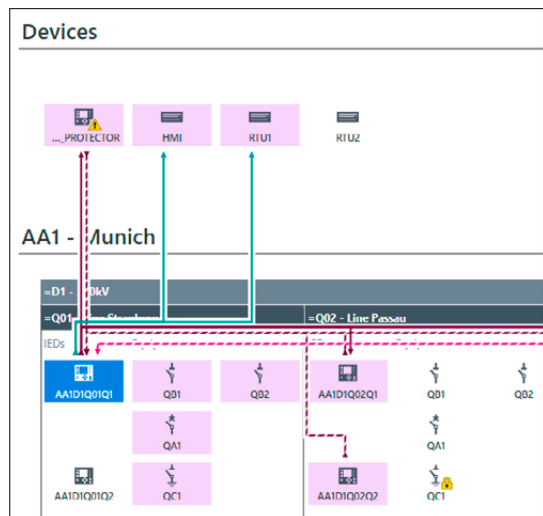 Devices
..._PROTECTOR HMI RTU1 RTU2
AA1 - Munich
=D1 -
=Q01 =Q02 - Line Passau
IEDs
AA1D1Q01Q1 QB1 QB2 AA1D1Q02Q1 QB1 QB2
QA1 QA1
AA1D1Q01Q2 QC1 AA1D1Q02Q2 QC1